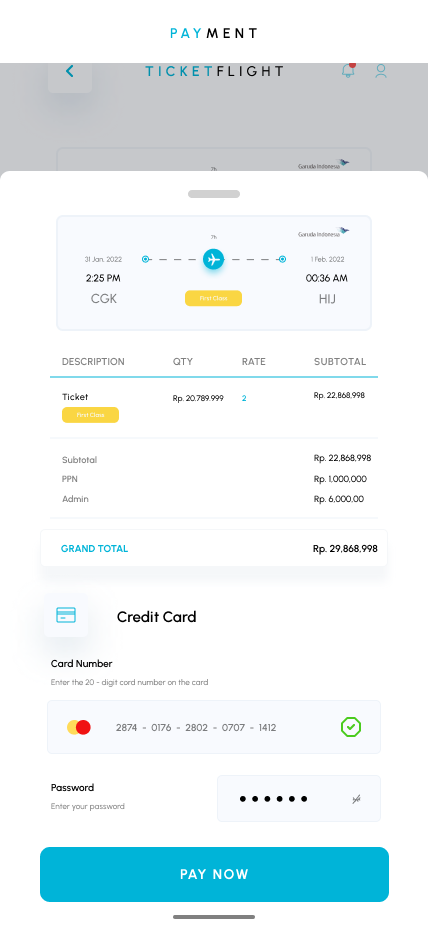 PAYMENT
TICKETFLIGHT
7h
Garuda Indonesia
7h
Garuda Indonesia
31 Jan, 2022
1 Feb, 2022
2:25 PM
00:36 AM
CGK
First Class
HIJ
DESCRIPTION QTY RATE SUBTOTAL
Ticket Rp. 20.789.999 2 Rp. 22,868,998
First Class
Subtotal Rp. 22,868,998
PPN Rp. 1,000,000
Admin Rp. 6,000,00
GRAND TOTAL Rp. 29,868,998
Credit Card
Card Number
Enter the 20 - digit card number on the card
2874 - 0176 - 2802 - 0707 - 1412
Password
Enter your password
PAY NOW